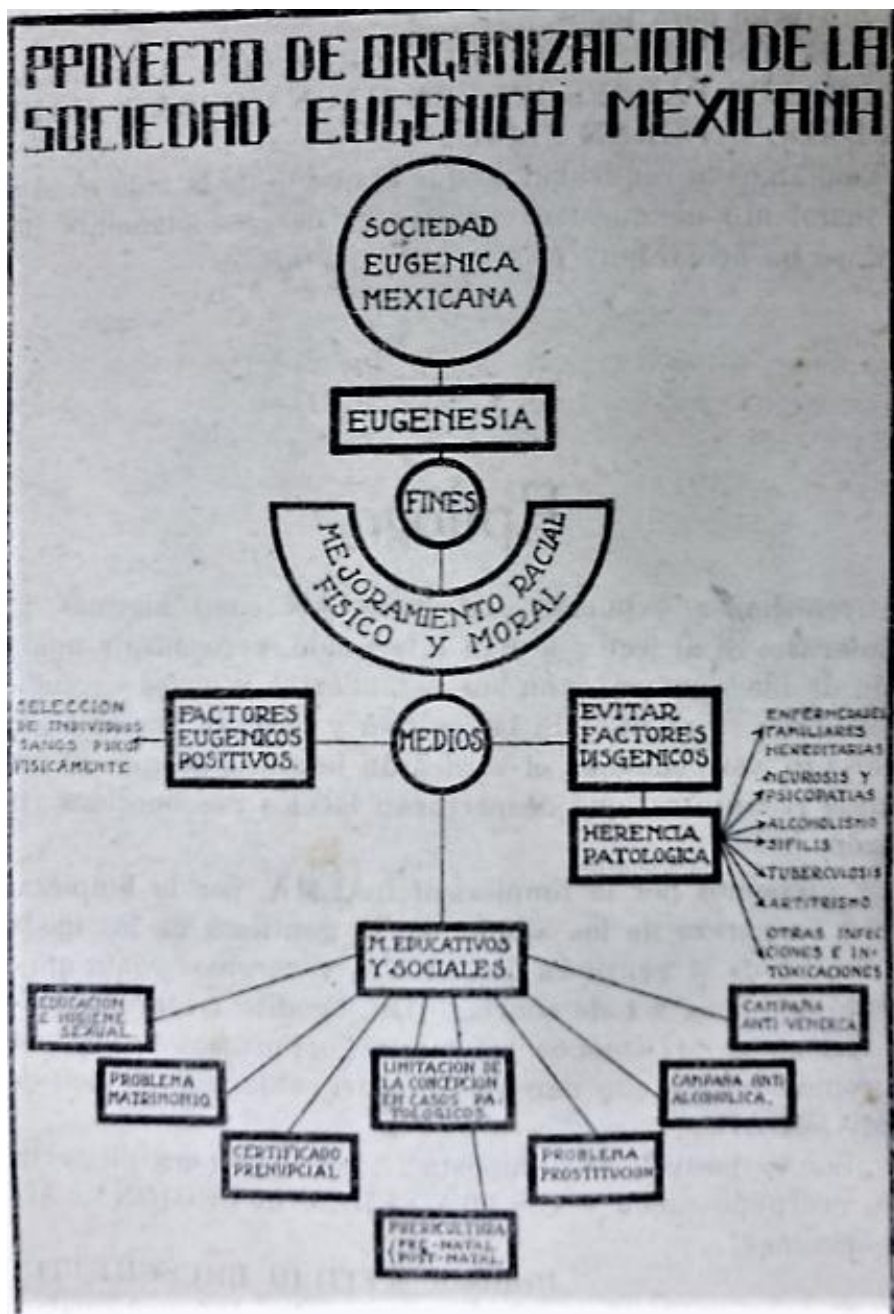 PPOYECTO DE ORGANIZACION DE LA
SOCIEDAD EUGENICA MEXICANA
SOCIEDAD
EUGENICA
MEXICANA
EUGENESIA
FINES
MEJORAMIENTO RACIAL
FISICO Y MORAL
SELECCION
DE INDIVIDUOS
SANOS PSICO
FISICAMENTE
FACTORES
EUGENICOS
POSITIVOS.
MEDIOS
EVITAR
FACTORES
DISGENICOS
HERENCIA
PATOLOGICA
ENFERMEDADES
FAMILIARES
HEREDITARIAS
NEUROSIS Y
PSICOPATIAS
ALCOHOLISMO
SIFILIS
TUBERCULOSIS
ARTITRISMO
OTRAS INFEC
CIONES E IN-
TOXICACIONES
M. EDUCATIVOS
Y SOCIALES.
EDUCACION
E HIGIENE
SEXUAL.
PROBLEMA
MATRIMONIO
CERTIFICADO
PRENUPCIAL
LIMITACION DE
LA CONCEPCION
EN CASOS PA-
TOLOGICOS.
PUERICULTURA
PRE-NATAL
POST-NATAL
PROBLEMA
PROSTITUCION
CAMPAÑA ANTI
ALCOHOLICA.
CAMPAÑA
ANTI VENEREA